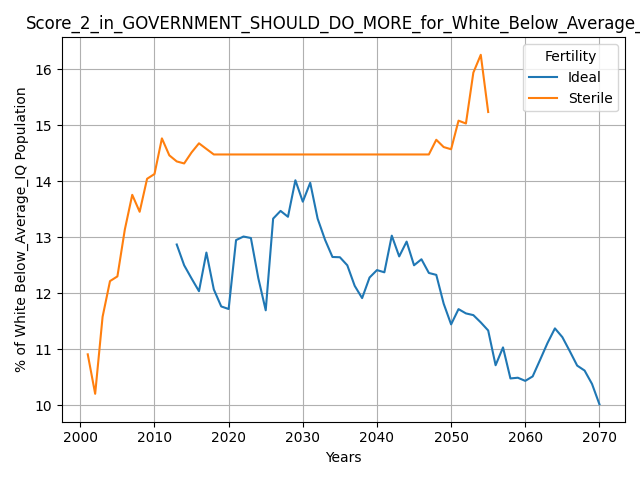 Score_2_in_GOVERNMENT_SHOULD_DO_MORE_for_White_Below_Average_
Fertility
Ideal
Sterile
% of White Below_Average_IQ Population
16
15
14
13
12
11
10
2000 2010 2020 2030 2040 2050 2060 2070
Years